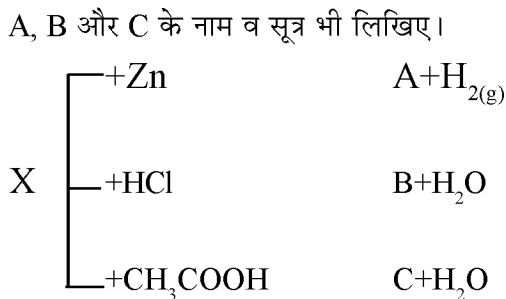 A, B और C के नाम व सूत्र भी लिखिए।
+Zn A+H₂(g)
X +HCl B+H₂O
+CH₃COOH C+H₂O